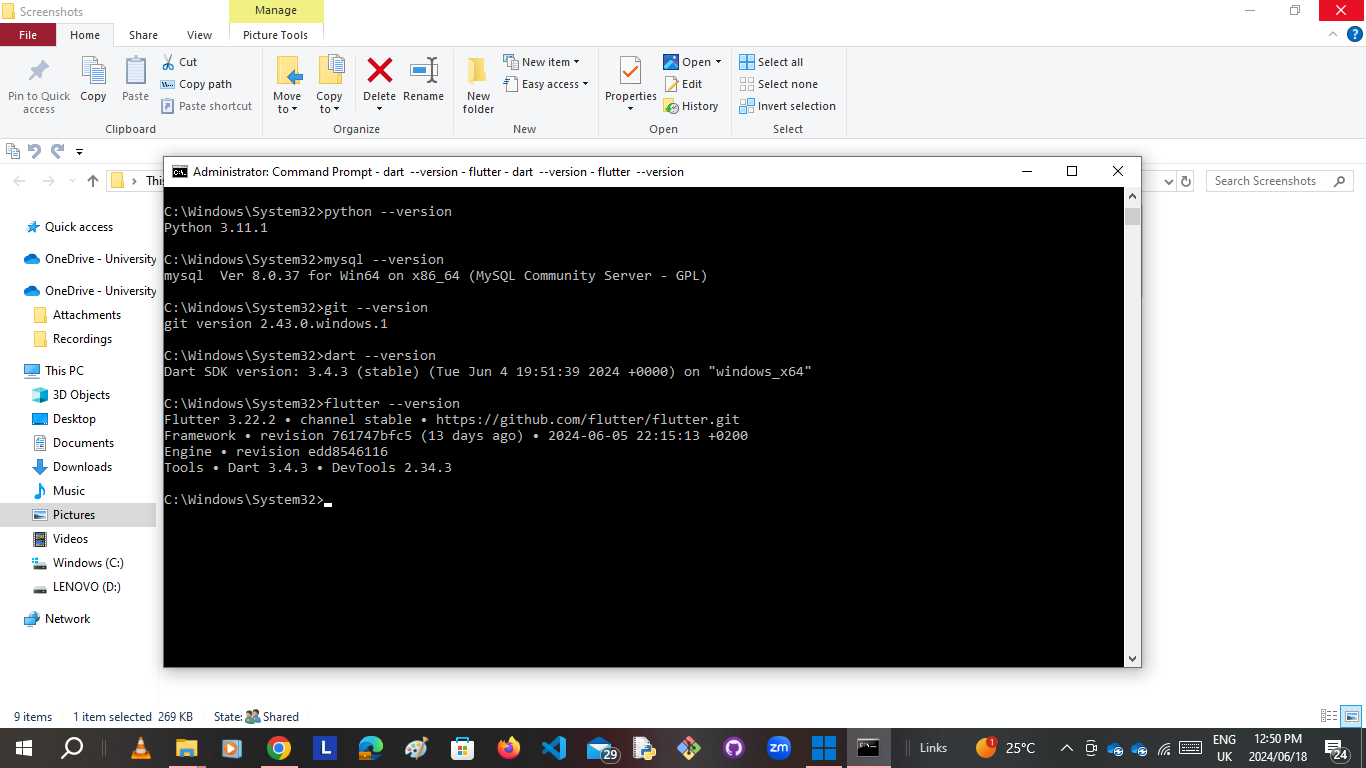 Screenshots
Manage
File
Home
Share
View
Picture Tools
Pin to Quick access
Copy
Paste
Cut
Copy path
Paste shortcut
Clipboard
Move to
Copy to
Delete
Rename
Organize
New folder
New item
Easy access
New
Properties
Open
Edit
History
Open
Select all
Select none
Invert selection
Select
This
Search Screenshots
Quick access
OneDrive - University
OneDrive - University
Attachments
Recordings
This PC
3D Objects
Desktop
Documents
Downloads
Music
Pictures
Videos
Windows (C:)
LENOVO (D:)
Network
Administrator: Command Prompt - dart  --version - flutter - dart  --version - flutter  --version
C:\Windows\System32>python --version
Python 3.11.1
C:\Windows\System32>mysql --version
mysql  Ver 8.0.37 for Win64 on x86_64 (MySQL Community Server - GPL)
C:\Windows\System32>git --version
git version 2.43.0.windows.1
C:\Windows\System32>dart --version
Dart SDK version: 3.4.3 (stable) (Tue Jun 4 19:51:39 2024 +0000) on "windows_x64"
C:\Windows\System32>flutter --version
Flutter 3.22.2 • channel stable • https://github.com/flutter/flutter.git
Framework • revision 761747bfc5 (13 days ago) • 2024-06-05 22:15:13 +0200
Engine • revision edd8546116
Tools • Dart 3.4.3 • DevTools 2.34.3
C:\Windows\System32>
9 items
1 item selected  269 KB
State: Shared
L
29
zm
Links
1
25°C
ENG
UK
12:50 PM
2024/06/18
24